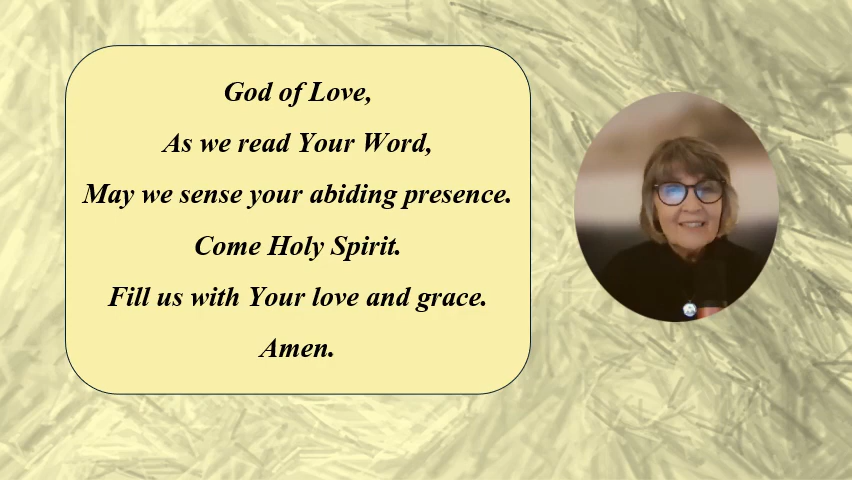 God of Love,
As we read Your Word,
May we sense your abiding presence.
Come Holy Spirit.
Fill us with Your love and grace.
Amen.